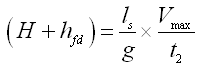 (H + h_fd) = l_s / g × V_max / t_2